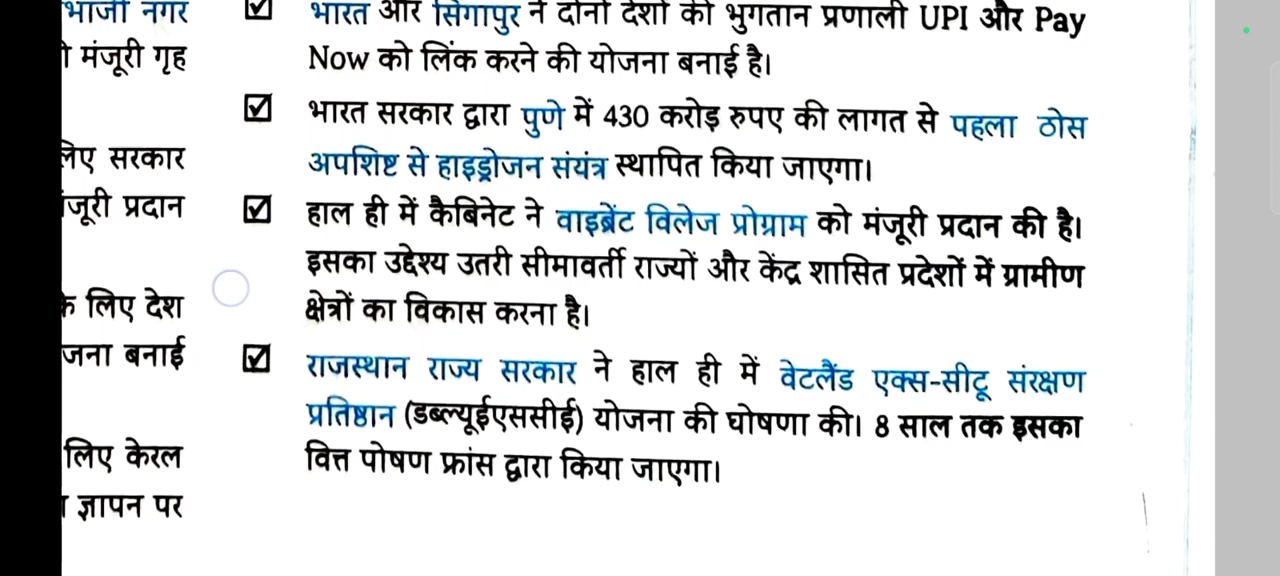 भाजी नगर
ी मंजूरी गृह
लिए सरकार
ंजूरी प्रदान
के लिए देश
जना बनाई
लिए केरल
ज्ञापन पर
भारत और सिंगापुर ने दोनों देशों की भुगतान प्रणाली UPI और Pay
Now को लिंक करने की योजना बनाई है।
भारत सरकार द्वारा पुणे में 430 करोड़ रुपए की लागत से पहला ठोस
अपशिष्ट से हाइड्रोजन संयंत्र स्थापित किया जाएगा।
हाल ही में कैबिनेट ने वाइब्रेंट विलेज प्रोग्राम को मंजूरी प्रदान की है।
इसका उद्देश्य उतरी सीमावर्ती राज्यों और केंद्र शासित प्रदेशों में ग्रामीण
क्षेत्रों का विकास करना है।
राजस्थान राज्य सरकार ने हाल ही में वेटलैंड एक्स-सीटू संरक्षण
प्रतिष्ठान (डब्ल्यूईएससीई) योजना की घोषणा की। 8 साल तक इसका
वित्त पोषण फ्रांस द्वारा किया जाएगा।